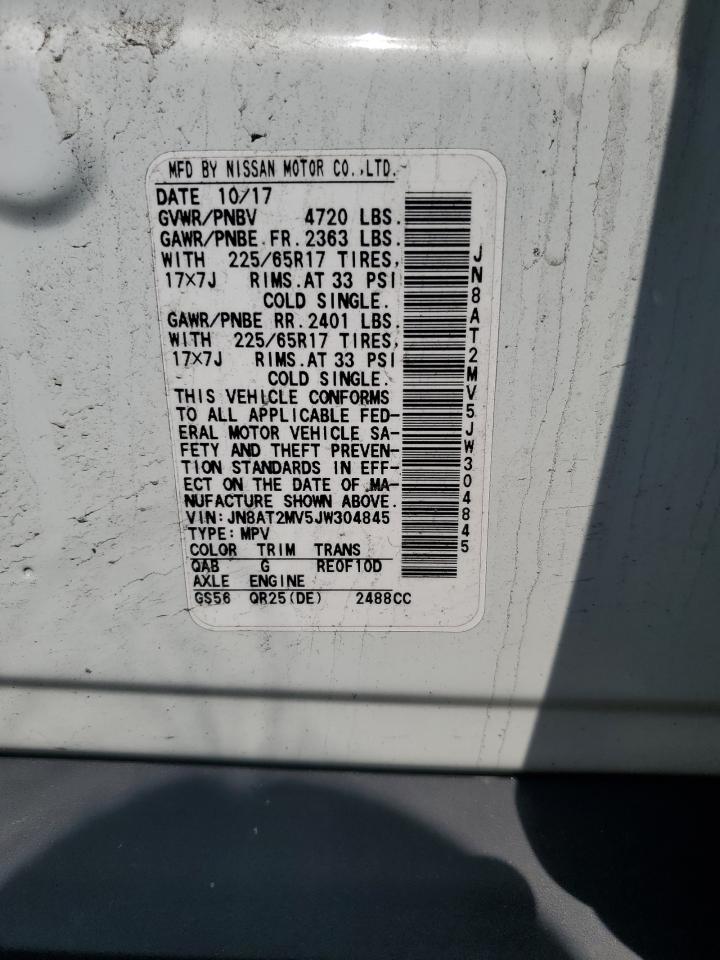 MFD BY NISSAN MOTOR CO.,LTD.
DATE 10/17
GVWR/PNBV 4720 LBS.
GAWR/PNBE FR. 2363 LBS.
WITH 225/65R17 TIRES,
17×7J RIMS.AT 33 PSI
COLD SINGLE.
GAWR/PNBE RR. 2401 LBS.
WITH 225/65R17 TIRES,
17×7J RIMS.AT 33 PSI
COLD SINGLE.
THIS VEHICLE CONFORMS
TO ALL APPLICABLE FED-
ERAL MOTOR VEHICLE SA-
FETY AND THEFT PREVEN-
TION STANDARDS IN EFF-
ECT ON THE DATE OF MA-
NUFACTURE SHOWN ABOVE.
VIN:JN8AT2MV5JW304845
TYPE:MPV
COLOR TRIM TRANS
QAB G RE0F10D
AXLE ENGINE
GS56 QR25(DE) 2488CC
JN8AT2MV5JW304845